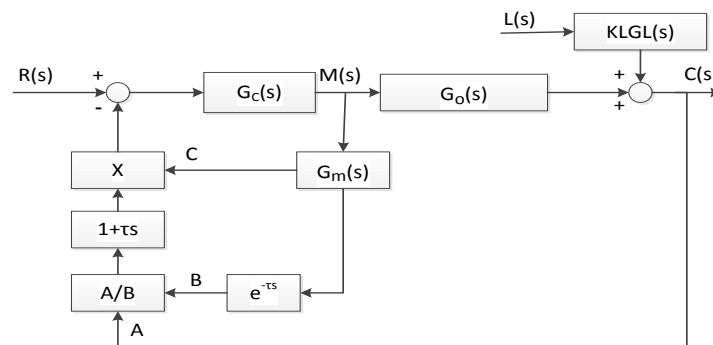 L(s)
KLGL(s)
R(s)
+
-
Gc(s)
M(s)
Go(s)
+
+
C(s
X
C
Gm(s)
1+τs
A/B
B
e-τs
A